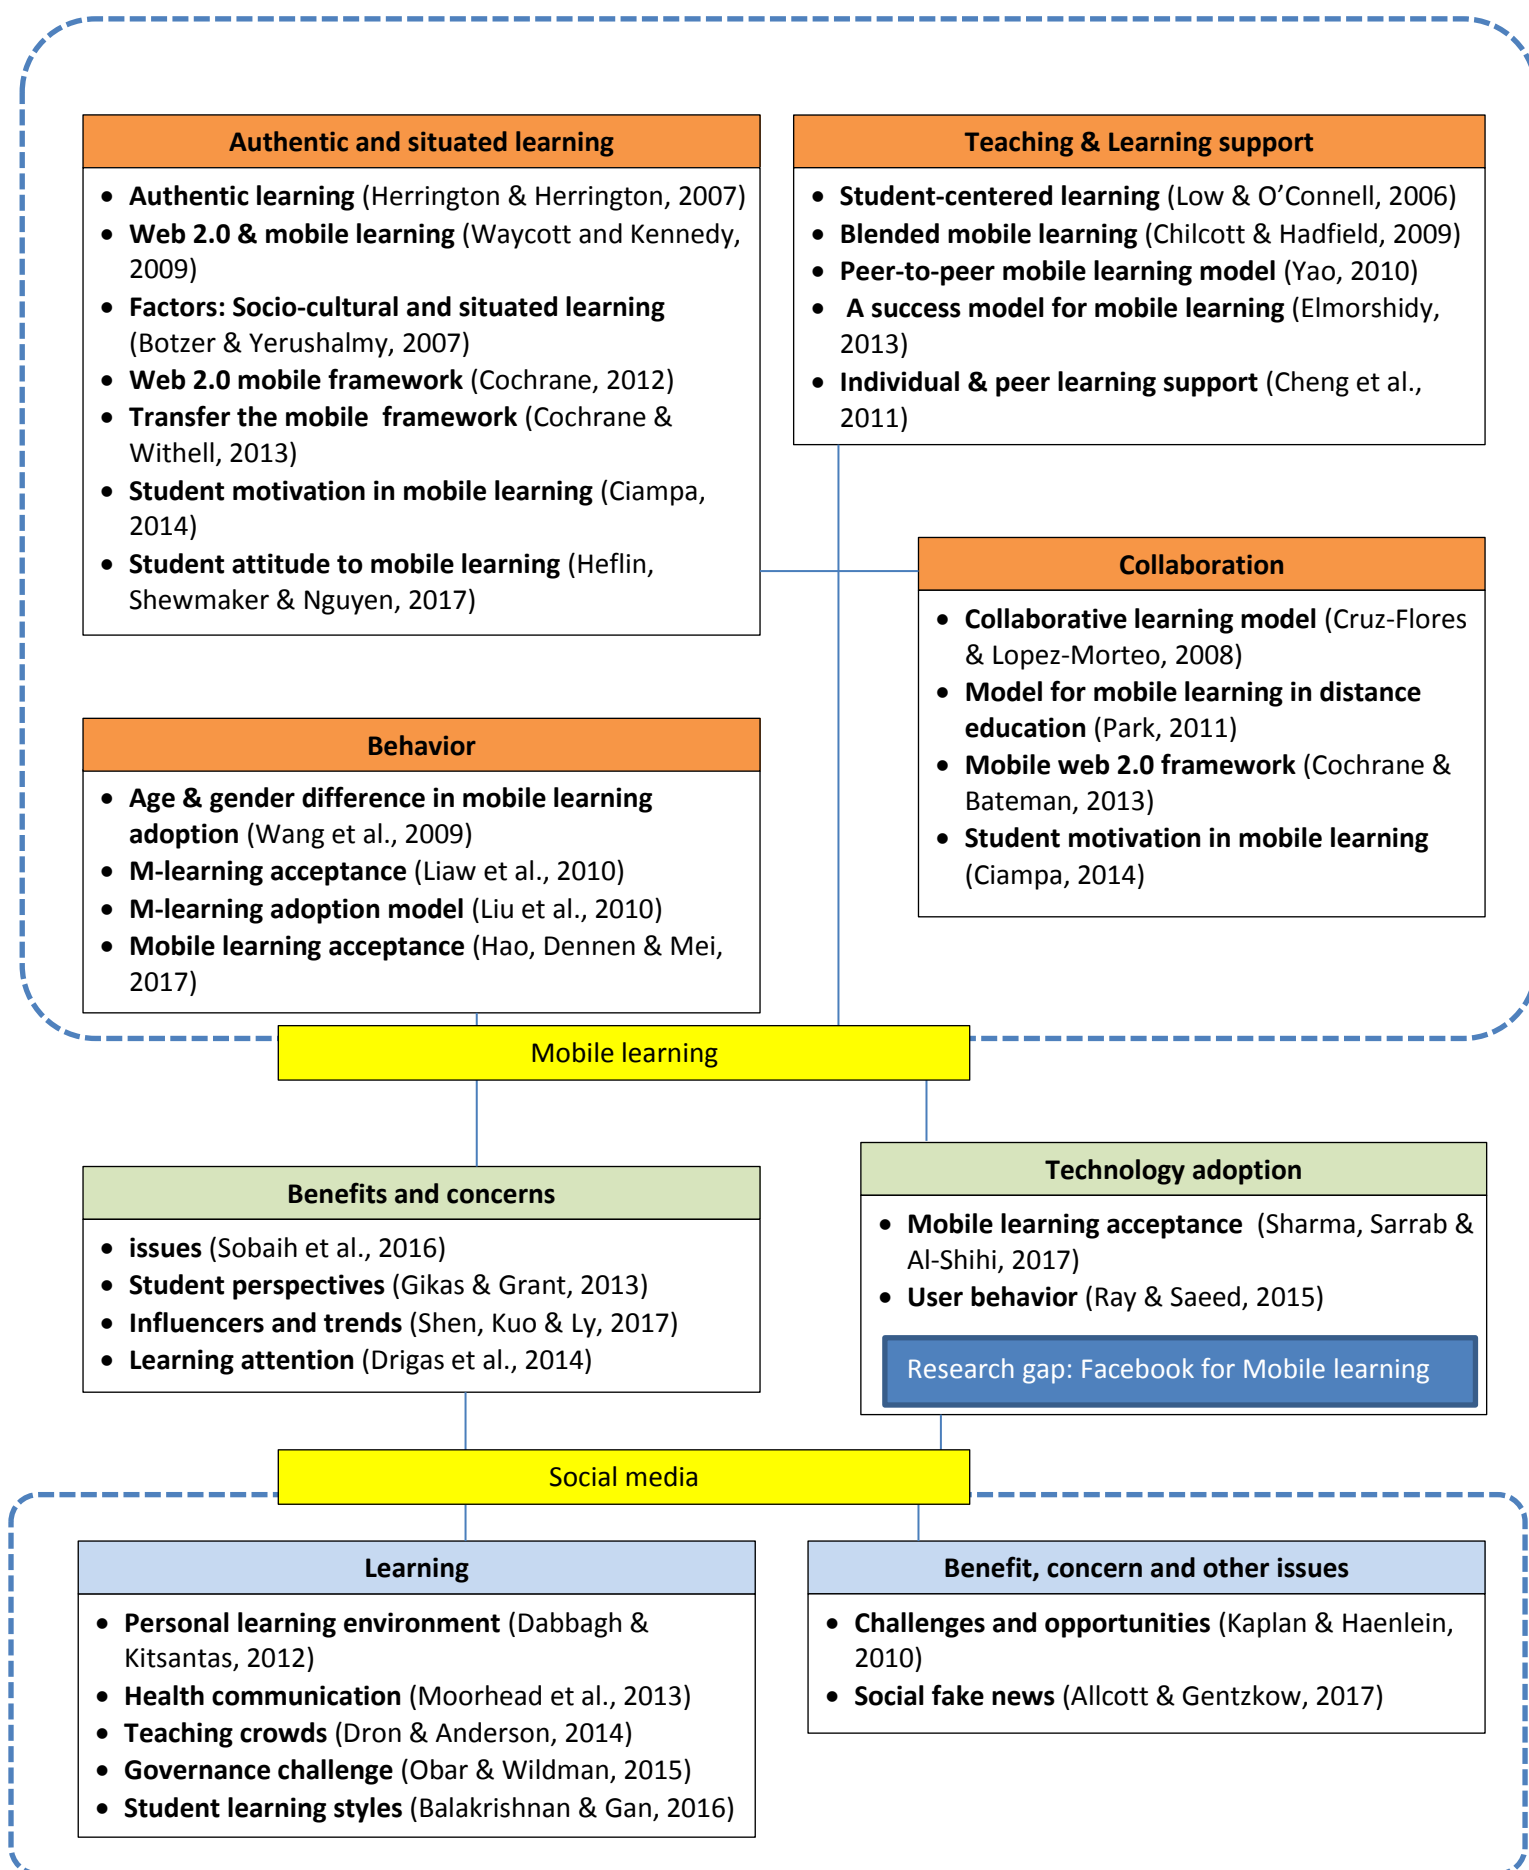 Authentic and situated learning
• Authentic learning (Herrington & Herrington, 2007)
• Web 2.0 & mobile learning (Waycott and Kennedy,
2009)
• Factors: Socio-cultural and situated learning
(Botzer & Yerushalmy, 2007)
• Web 2.0 mobile framework (Cochrane, 2012)
• Transfer the mobile framework (Cochrane &
Withell, 2013)
• Student motivation in mobile learning (Ciampa,
2014)
• Student attitude to mobile learning (Heflin,
Shewmaker & Nguyen, 2017)
Teaching & Learning support
• Student-centered learning (Low & O’Connell, 2006)
• Blended mobile learning (Chilcott & Hadfield, 2009)
• Peer-to-peer mobile learning model (Yao, 2010)
• A success model for mobile learning (Elmorshidy,
2013)
• Individual & peer learning support (Cheng et al.,
2011)
Collaboration
• Collaborative learning model (Cruz-Flores
& Lopez-Morteo, 2008)
• Model for mobile learning in distance
education (Park, 2011)
• Mobile web 2.0 framework (Cochrane &
Bateman, 2013)
• Student motivation in mobile learning
(Ciampa, 2014)
Behavior
• Age & gender difference in mobile learning
adoption (Wang et al., 2009)
• M-learning acceptance (Liaw et al., 2010)
• M-learning adoption model (Liu et al., 2010)
• Mobile learning acceptance (Hao, Dennen & Mei,
2017)
Mobile learning
Benefits and concerns
• issues (Sobaih et al., 2016)
• Student perspectives (Gikas & Grant, 2013)
• Influencers and trends (Shen, Kuo & Ly, 2017)
• Learning attention (Drigas et al., 2014)
Technology adoption
• Mobile learning acceptance (Sharma, Sarrab &
Al-Shihi, 2017)
• User behavior (Ray & Saeed, 2015)
Research gap: Facebook for Mobile learning
Social media
Learning
• Personal learning environment (Dabbagh &
Kitsantas, 2012)
• Health communication (Moorhead et al., 2013)
• Teaching crowds (Dron & Anderson, 2014)
• Governance challenge (Obar & Wildman, 2015)
• Student learning styles (Balakrishnan & Gan, 2016)
Benefit, concern and other issues
• Challenges and opportunities (Kaplan & Haenlein,
2010)
• Social fake news (Allcott & Gentzkow, 2017)